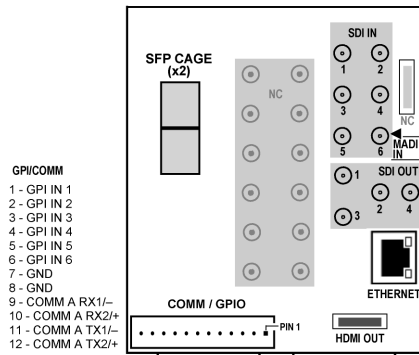 SDI IN
SFP CAGE
(x2)
1
2
NC
3
4
NC
5
6
MADI
IN
GPI/COMM
1
SDI OUT
1 - GPI IN 1
2 - GPI IN 2
3 - GPI IN 3
4 - GPI IN 4
5 - GPI IN 5
6 - GPI IN 6
7 - GND
8 - GND
9 - COMM A RX1/–
10 - COMM A RX2/+
11 - COMM A TX1/–
12 - COMM A TX2/+
3
2
4
ETHERNET
COMM / GPIO
PIN 1
HDMI OUT